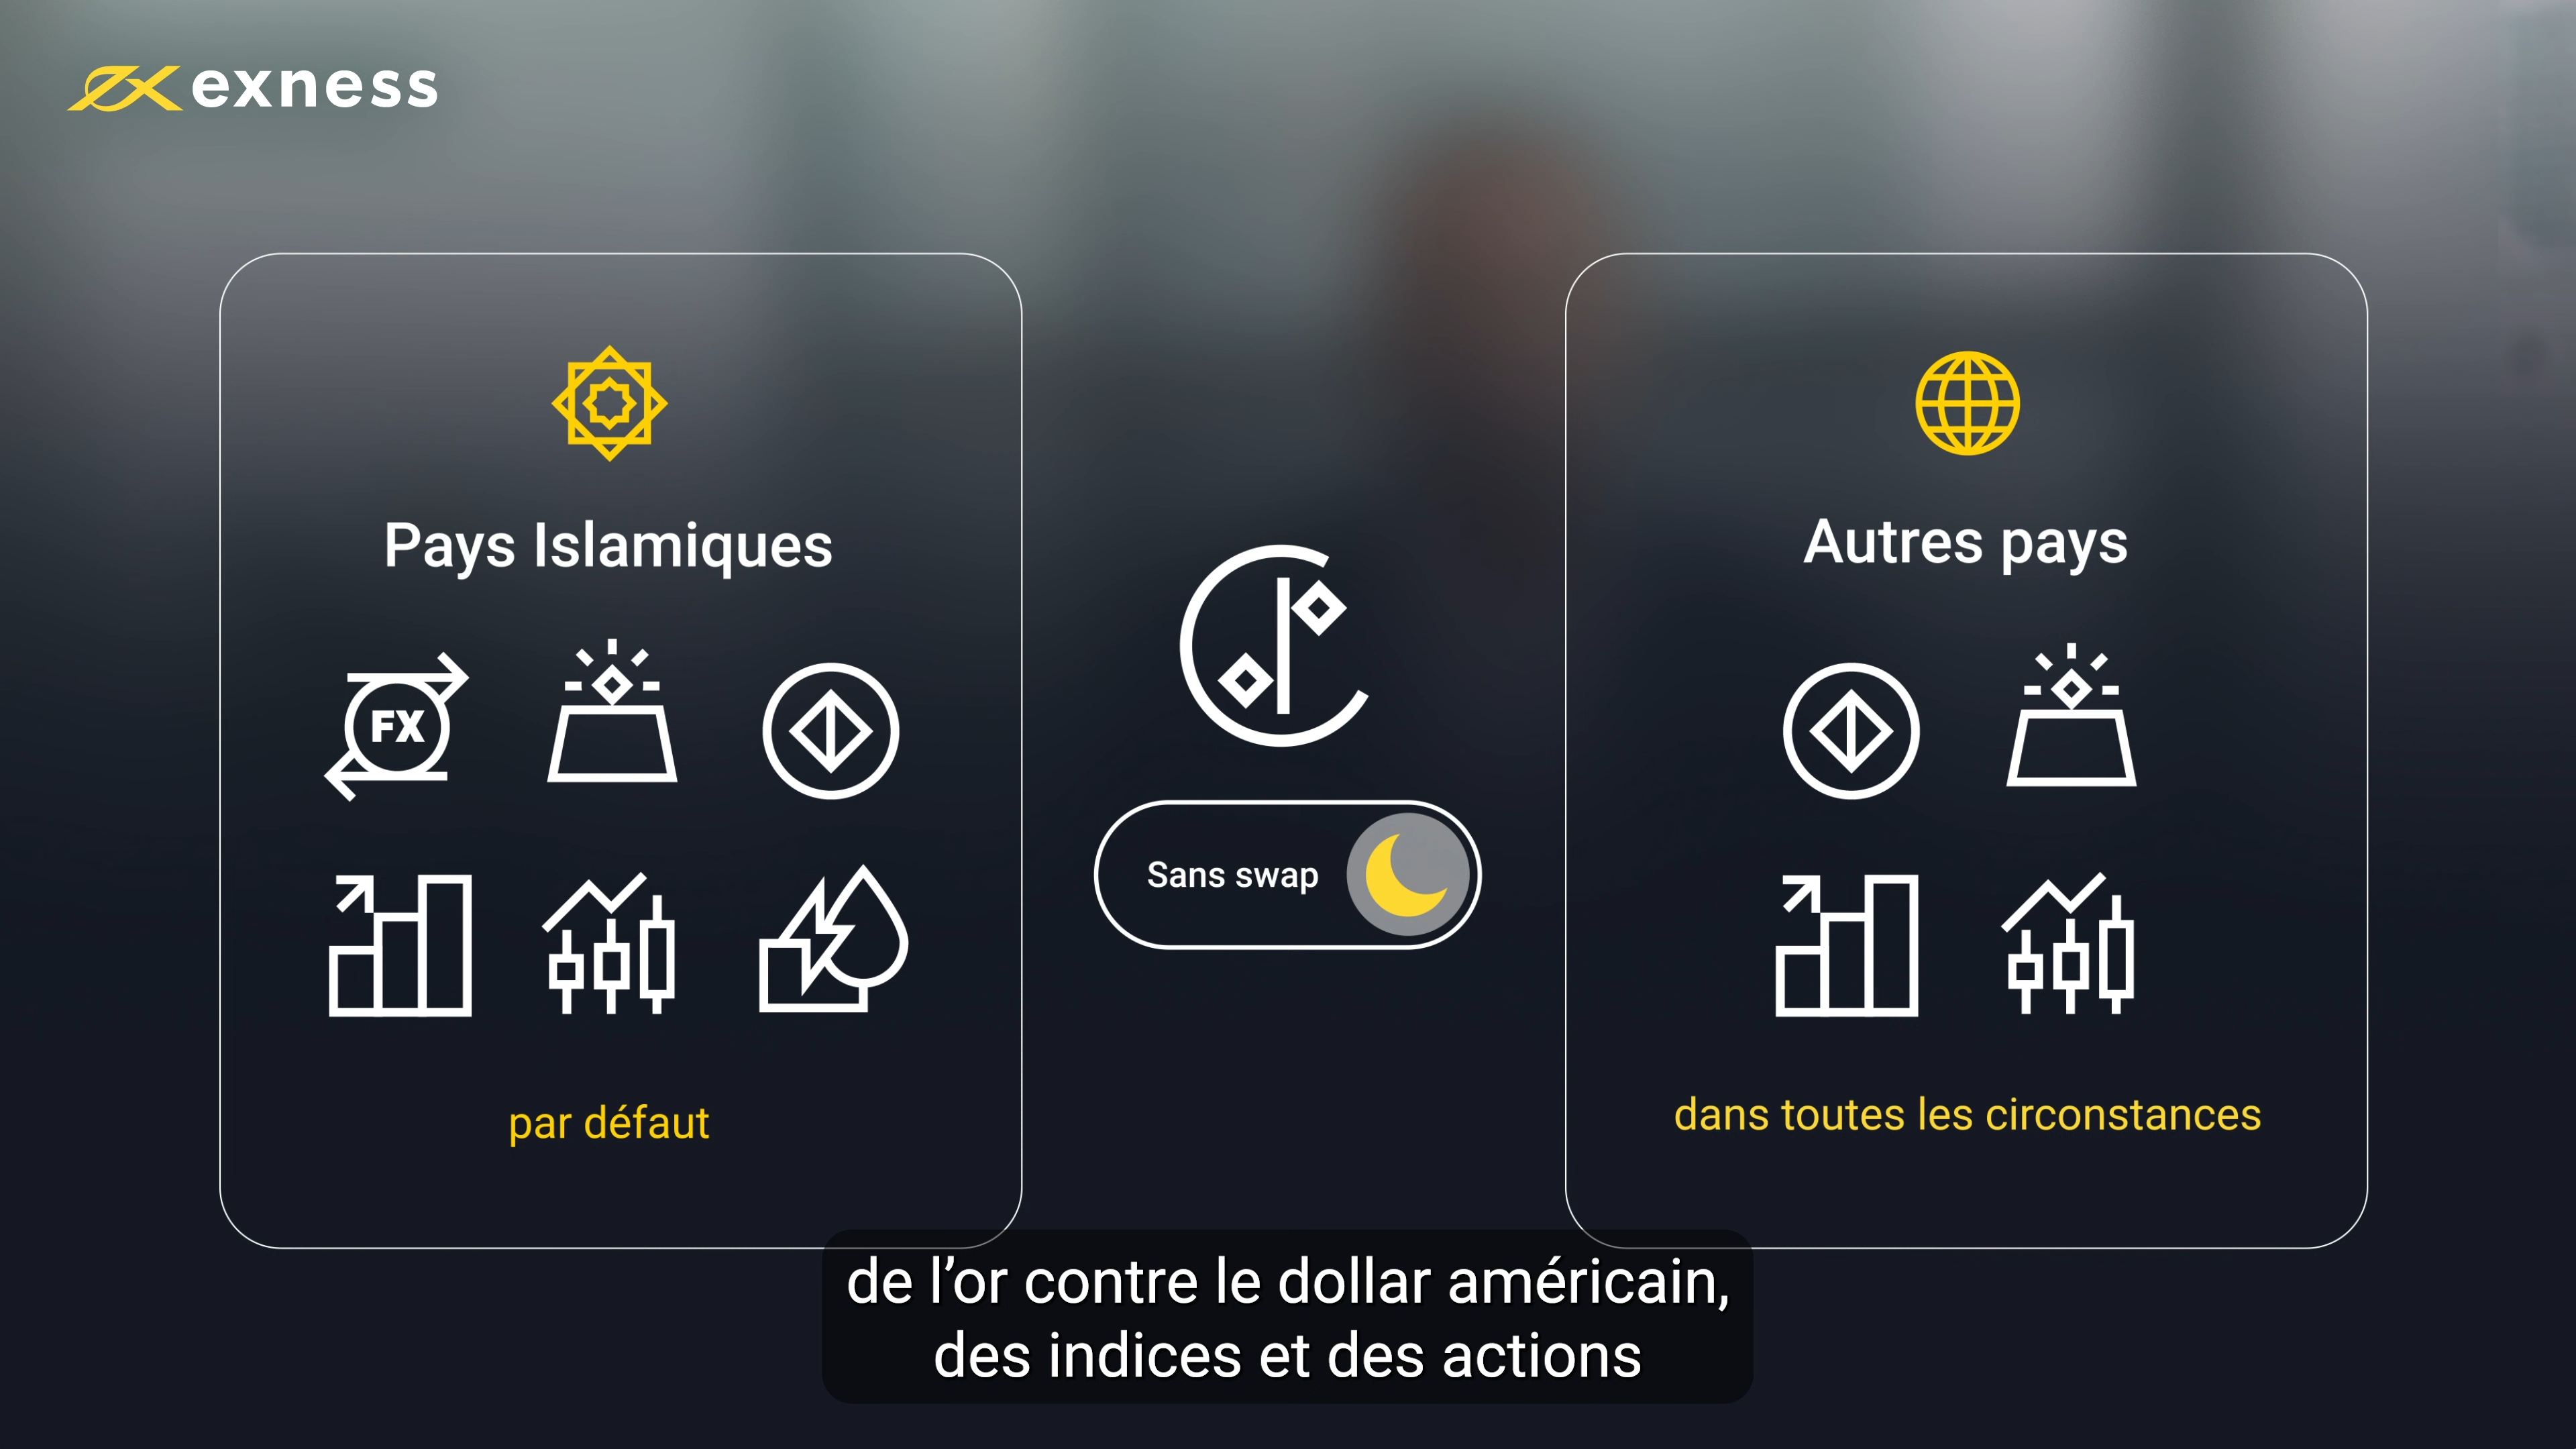 exness
Pays Islamiques
FX
par défaut
Sans swap
Autres pays
dans toutes les circonstances
de l’or contre le dollar américain,
des indices et des actions